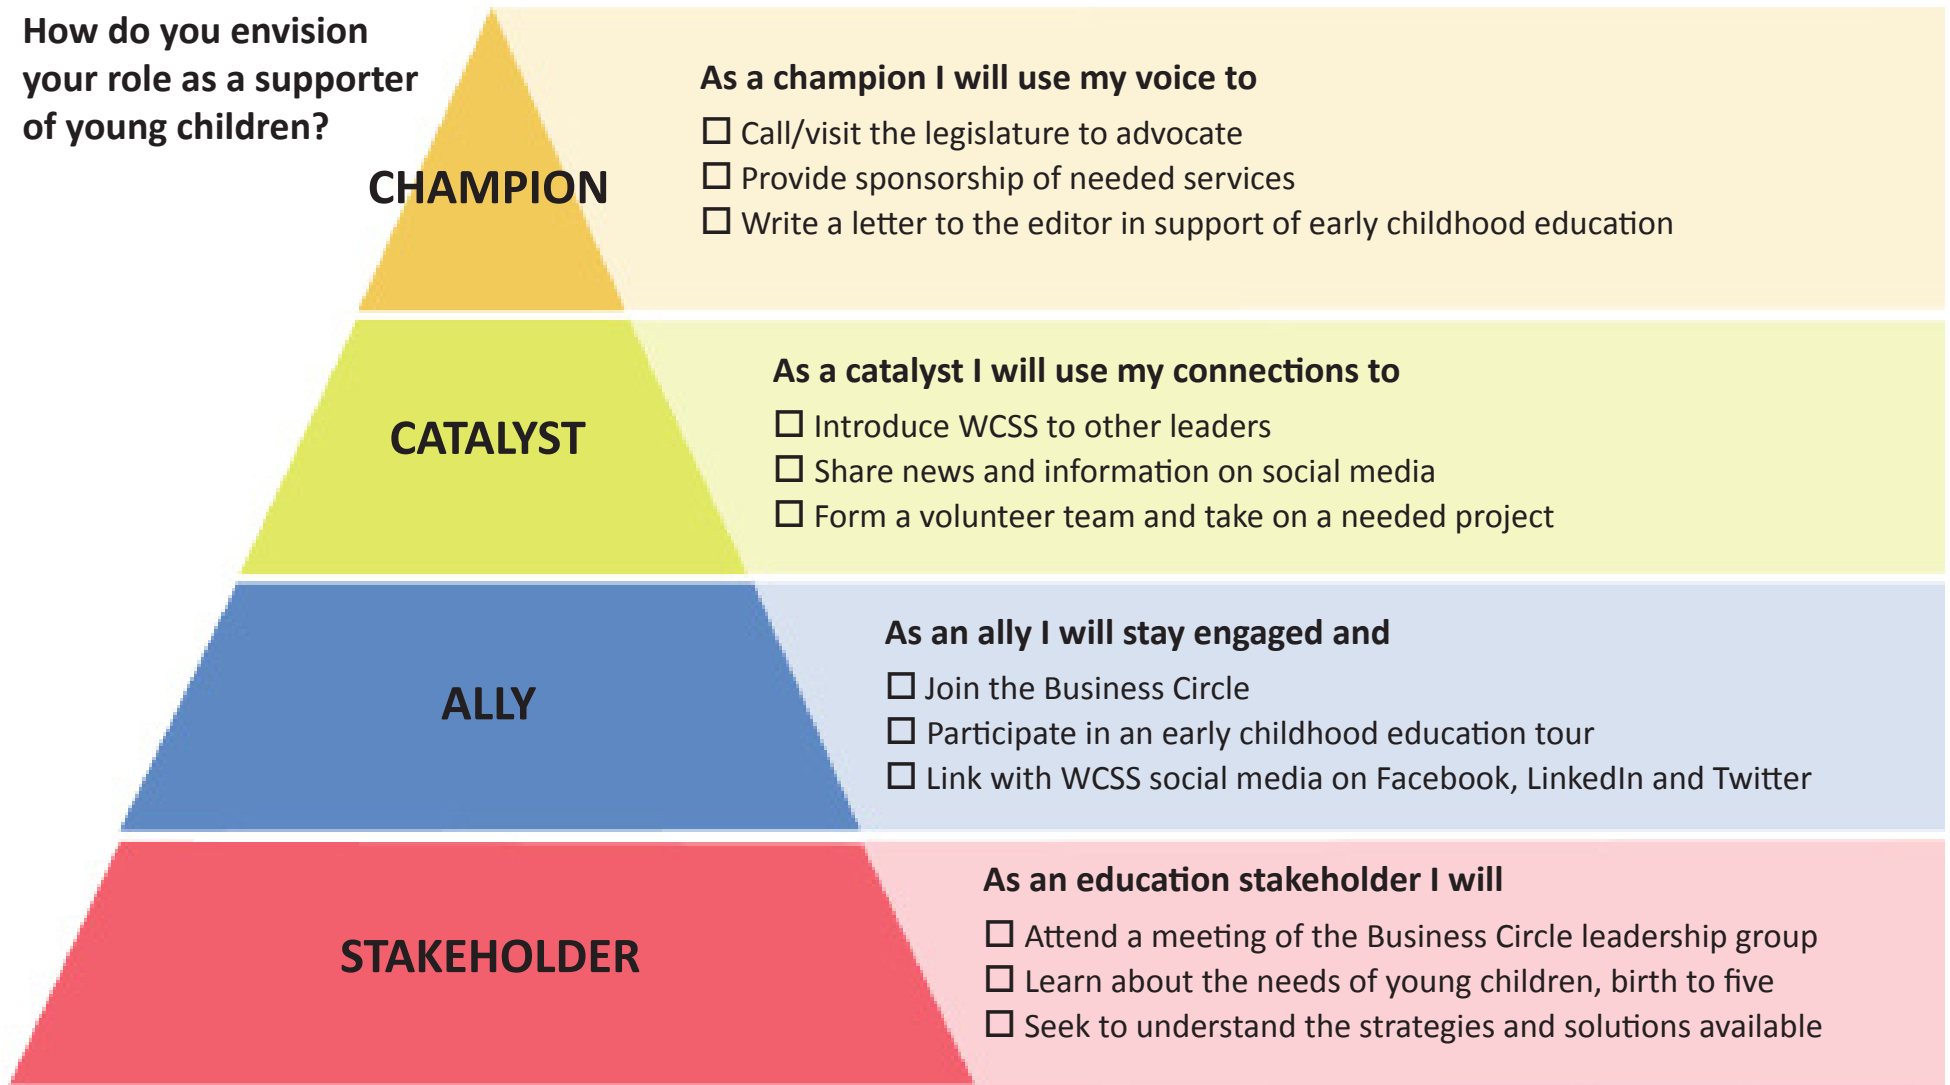 How do you envision
your role as a supporter
of young children?
CHAMPION
As a champion I will use my voice to
☐ Call/visit the legislature to advocate
☐ Provide sponsorship of needed services
☐ Write a letter to the editor in support of early childhood education
CATALYST
As a catalyst I will use my connections to
☐ Introduce WCSS to other leaders
☐ Share news and information on social media
☐ Form a volunteer team and take on a needed project
ALLY
As an ally I will stay engaged and
☐ Join the Business Circle
☐ Participate in an early childhood education tour
☐ Link with WCSS social media on Facebook, LinkedIn and Twitter
STAKEHOLDER
As an education stakeholder I will
☐ Attend a meeting of the Business Circle leadership group
☐ Learn about the needs of young children, birth to five
☐ Seek to understand the strategies and solutions available